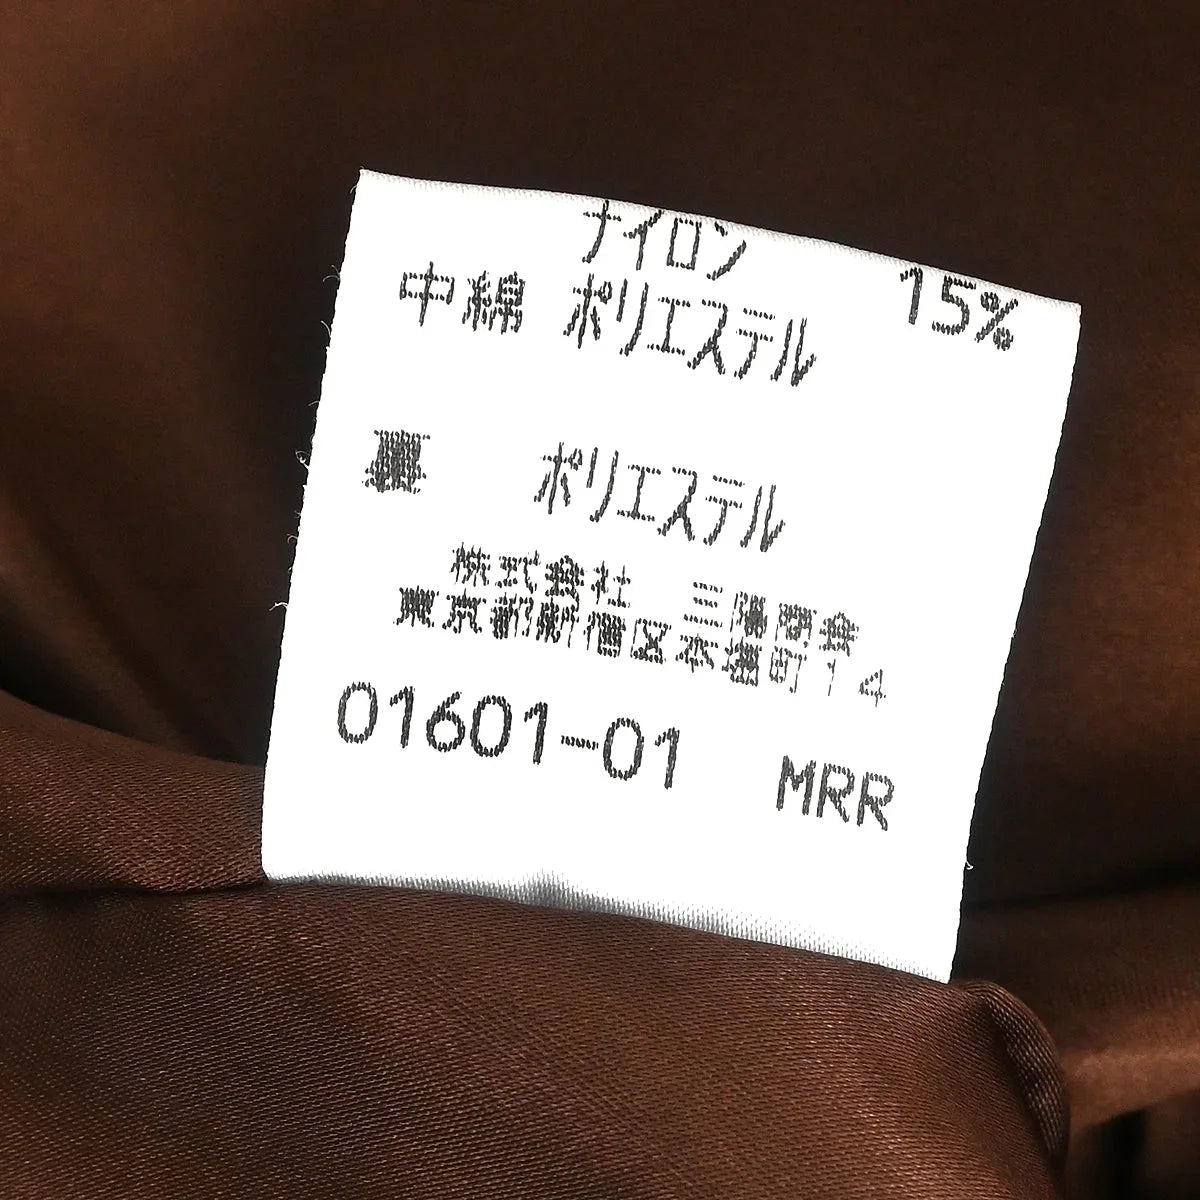 ナイロン 15%
中綿 ポリエステル
裏 ポリエステル
株式会社 三陽商会
東京都新宿区本塩町14
01601-01 MRR